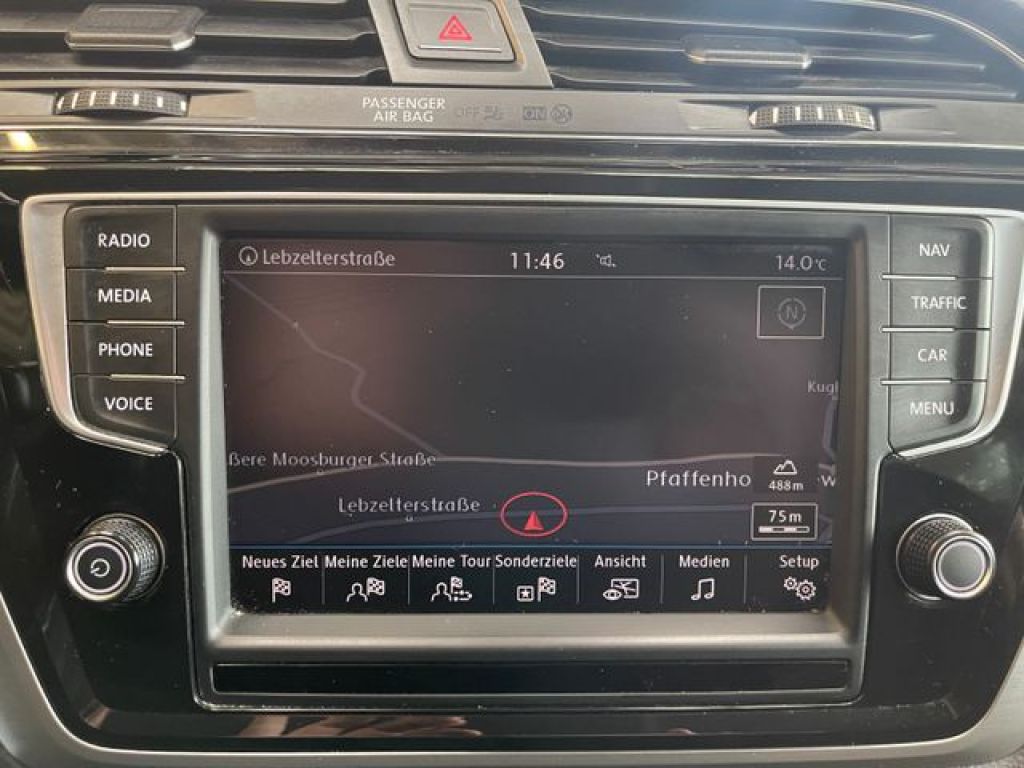 PASSENGER
AIR BAG OFF ON
RADIO
MEDIA
PHONE
VOICE
Lebzelterstraße 11:46 14.0°C
N
Kugl
ßere Moosburger Straße
Pfaffenho
488m
Lebzelterstraße
75m
Neues Ziel Meine Ziele Meine Tour Sonderziele Ansicht Medien Setup
NAV
TRAFFIC
CAR
MENU